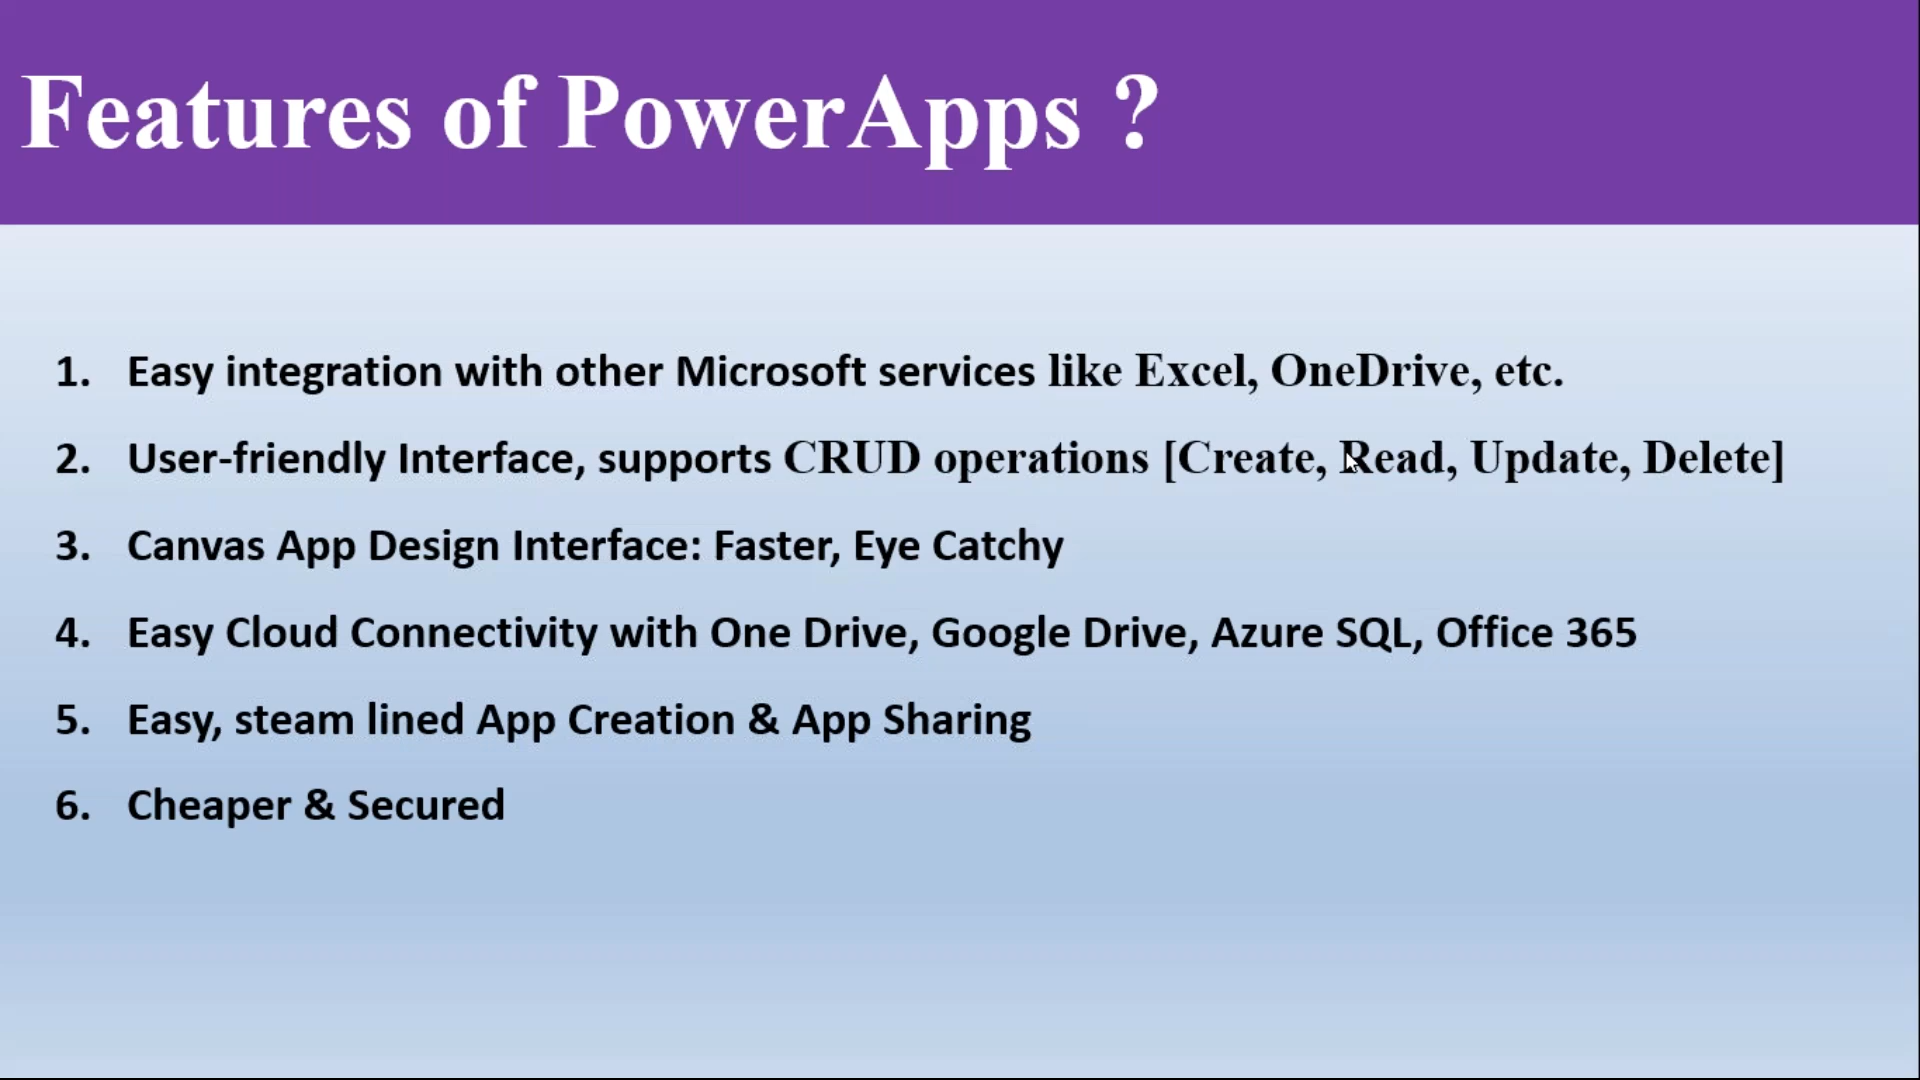 Features of PowerApps ?
1. Easy integration with other Microsoft services like Excel, OneDrive, etc.
2. User-friendly Interface, supports CRUD operations [Create, Read, Update, Delete]
3. Canvas App Design Interface: Faster, Eye Catchy
4. Easy Cloud Connectivity with One Drive, Google Drive, Azure SQL, Office 365
5. Easy, steam lined App Creation & App Sharing
6. Cheaper & Secured